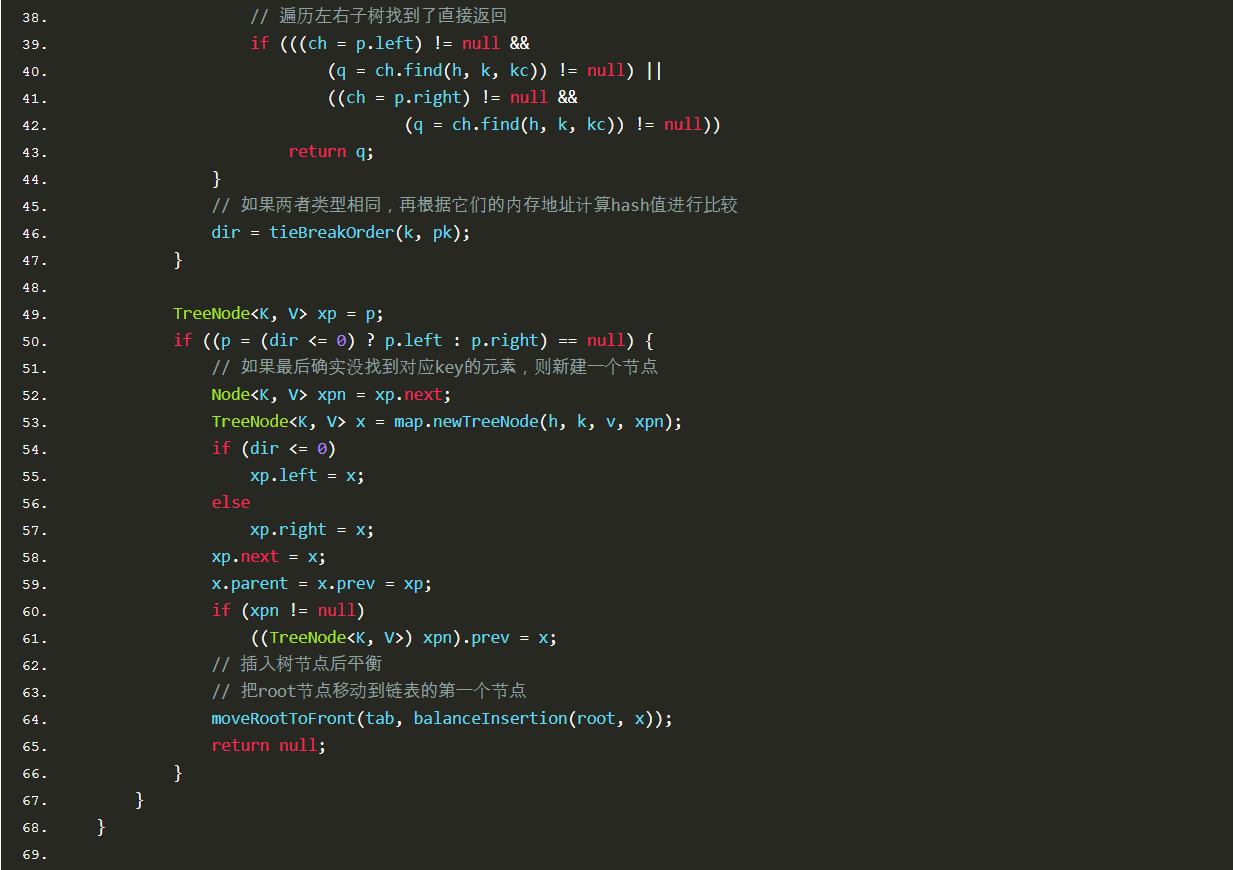 38.                     // 遍历左右子树找到了直接返回
39.                     if (((ch = p.left) != null &&
40.                             (q = ch.find(h, k, kc)) != null) ||
41.                             ((ch = p.right) != null &&
42.                                     (q = ch.find(h, k, kc)) != null))
43.                         return q;
44.                 }
45.                 // 如果两者类型相同，再根据它们的内存地址计算hash值进行比较
46.                 dir = tieBreakOrder(k, pk);
47.             }
48.
49.             TreeNode<K, V> xp = p;
50.             if ((p = (dir <= 0) ? p.left : p.right) == null) {
51.                 // 如果最后确实没找到对应key的元素，则新建一个节点
52.                 Node<K, V> xpn = xp.next;
53.                 TreeNode<K, V> x = map.newTreeNode(h, k, v, xpn);
54.                 if (dir <= 0)
55.                     xp.left = x;
56.                 else
57.                     xp.right = x;
58.                 xp.next = x;
59.                 x.parent = x.prev = xp;
60.                 if (xpn != null)
61.                     ((TreeNode<K, V>) xpn).prev = x;
62.                 // 插入树节点后平衡
63.                 // 把root节点移动到链表的第一个节点
64.                 moveRootToFront(tab, balanceInsertion(root, x));
65.                 return null;
66.             }
67.         }
68.     }
69.